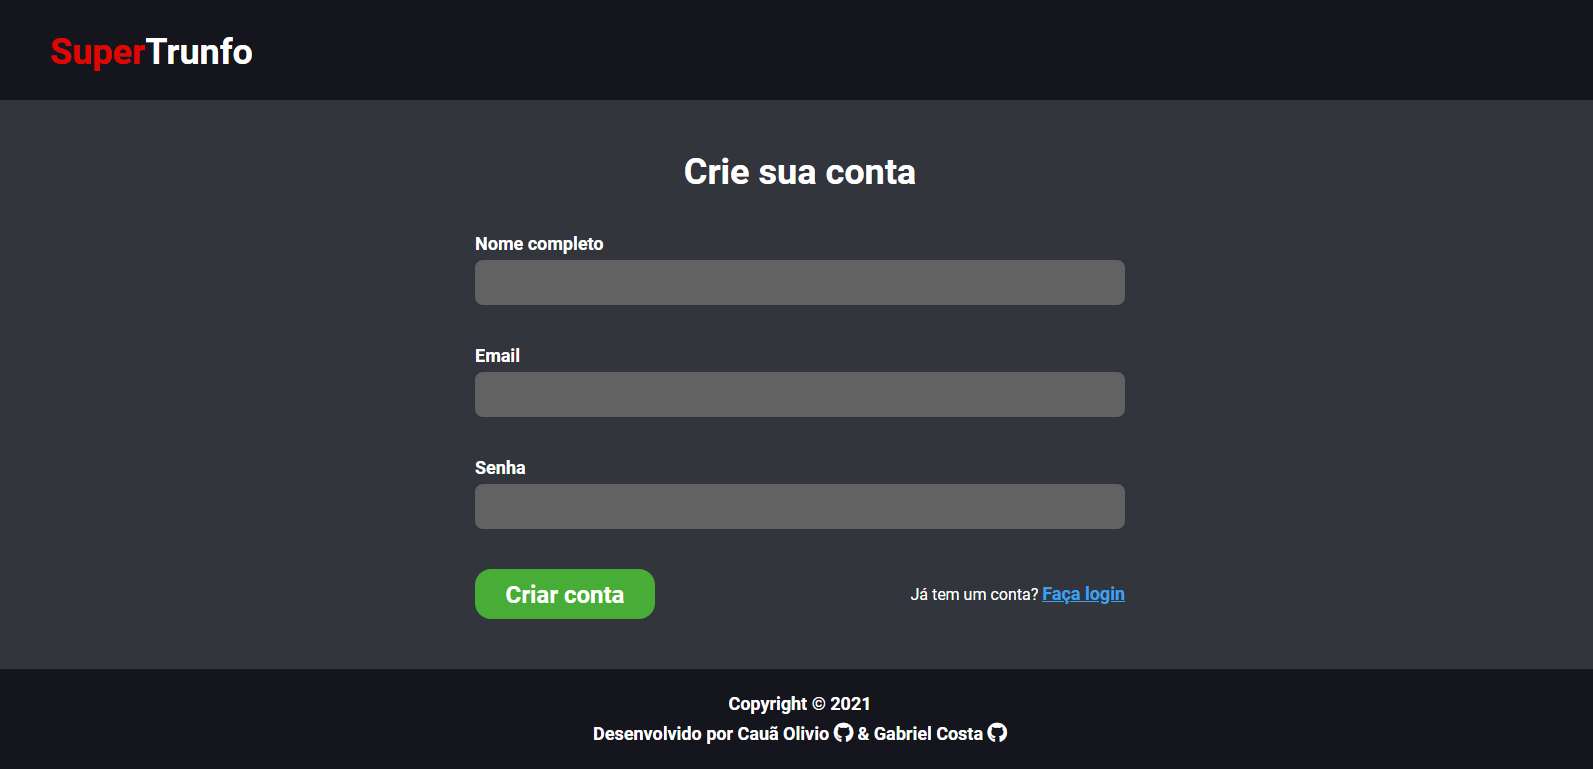 SuperTrunfo
Crie sua conta
Nome completo
Email
Senha
Criar conta
Já tem um conta? Faça login
Copyright © 2021
Desenvolvido por Cauã Olivio & Gabriel Costa